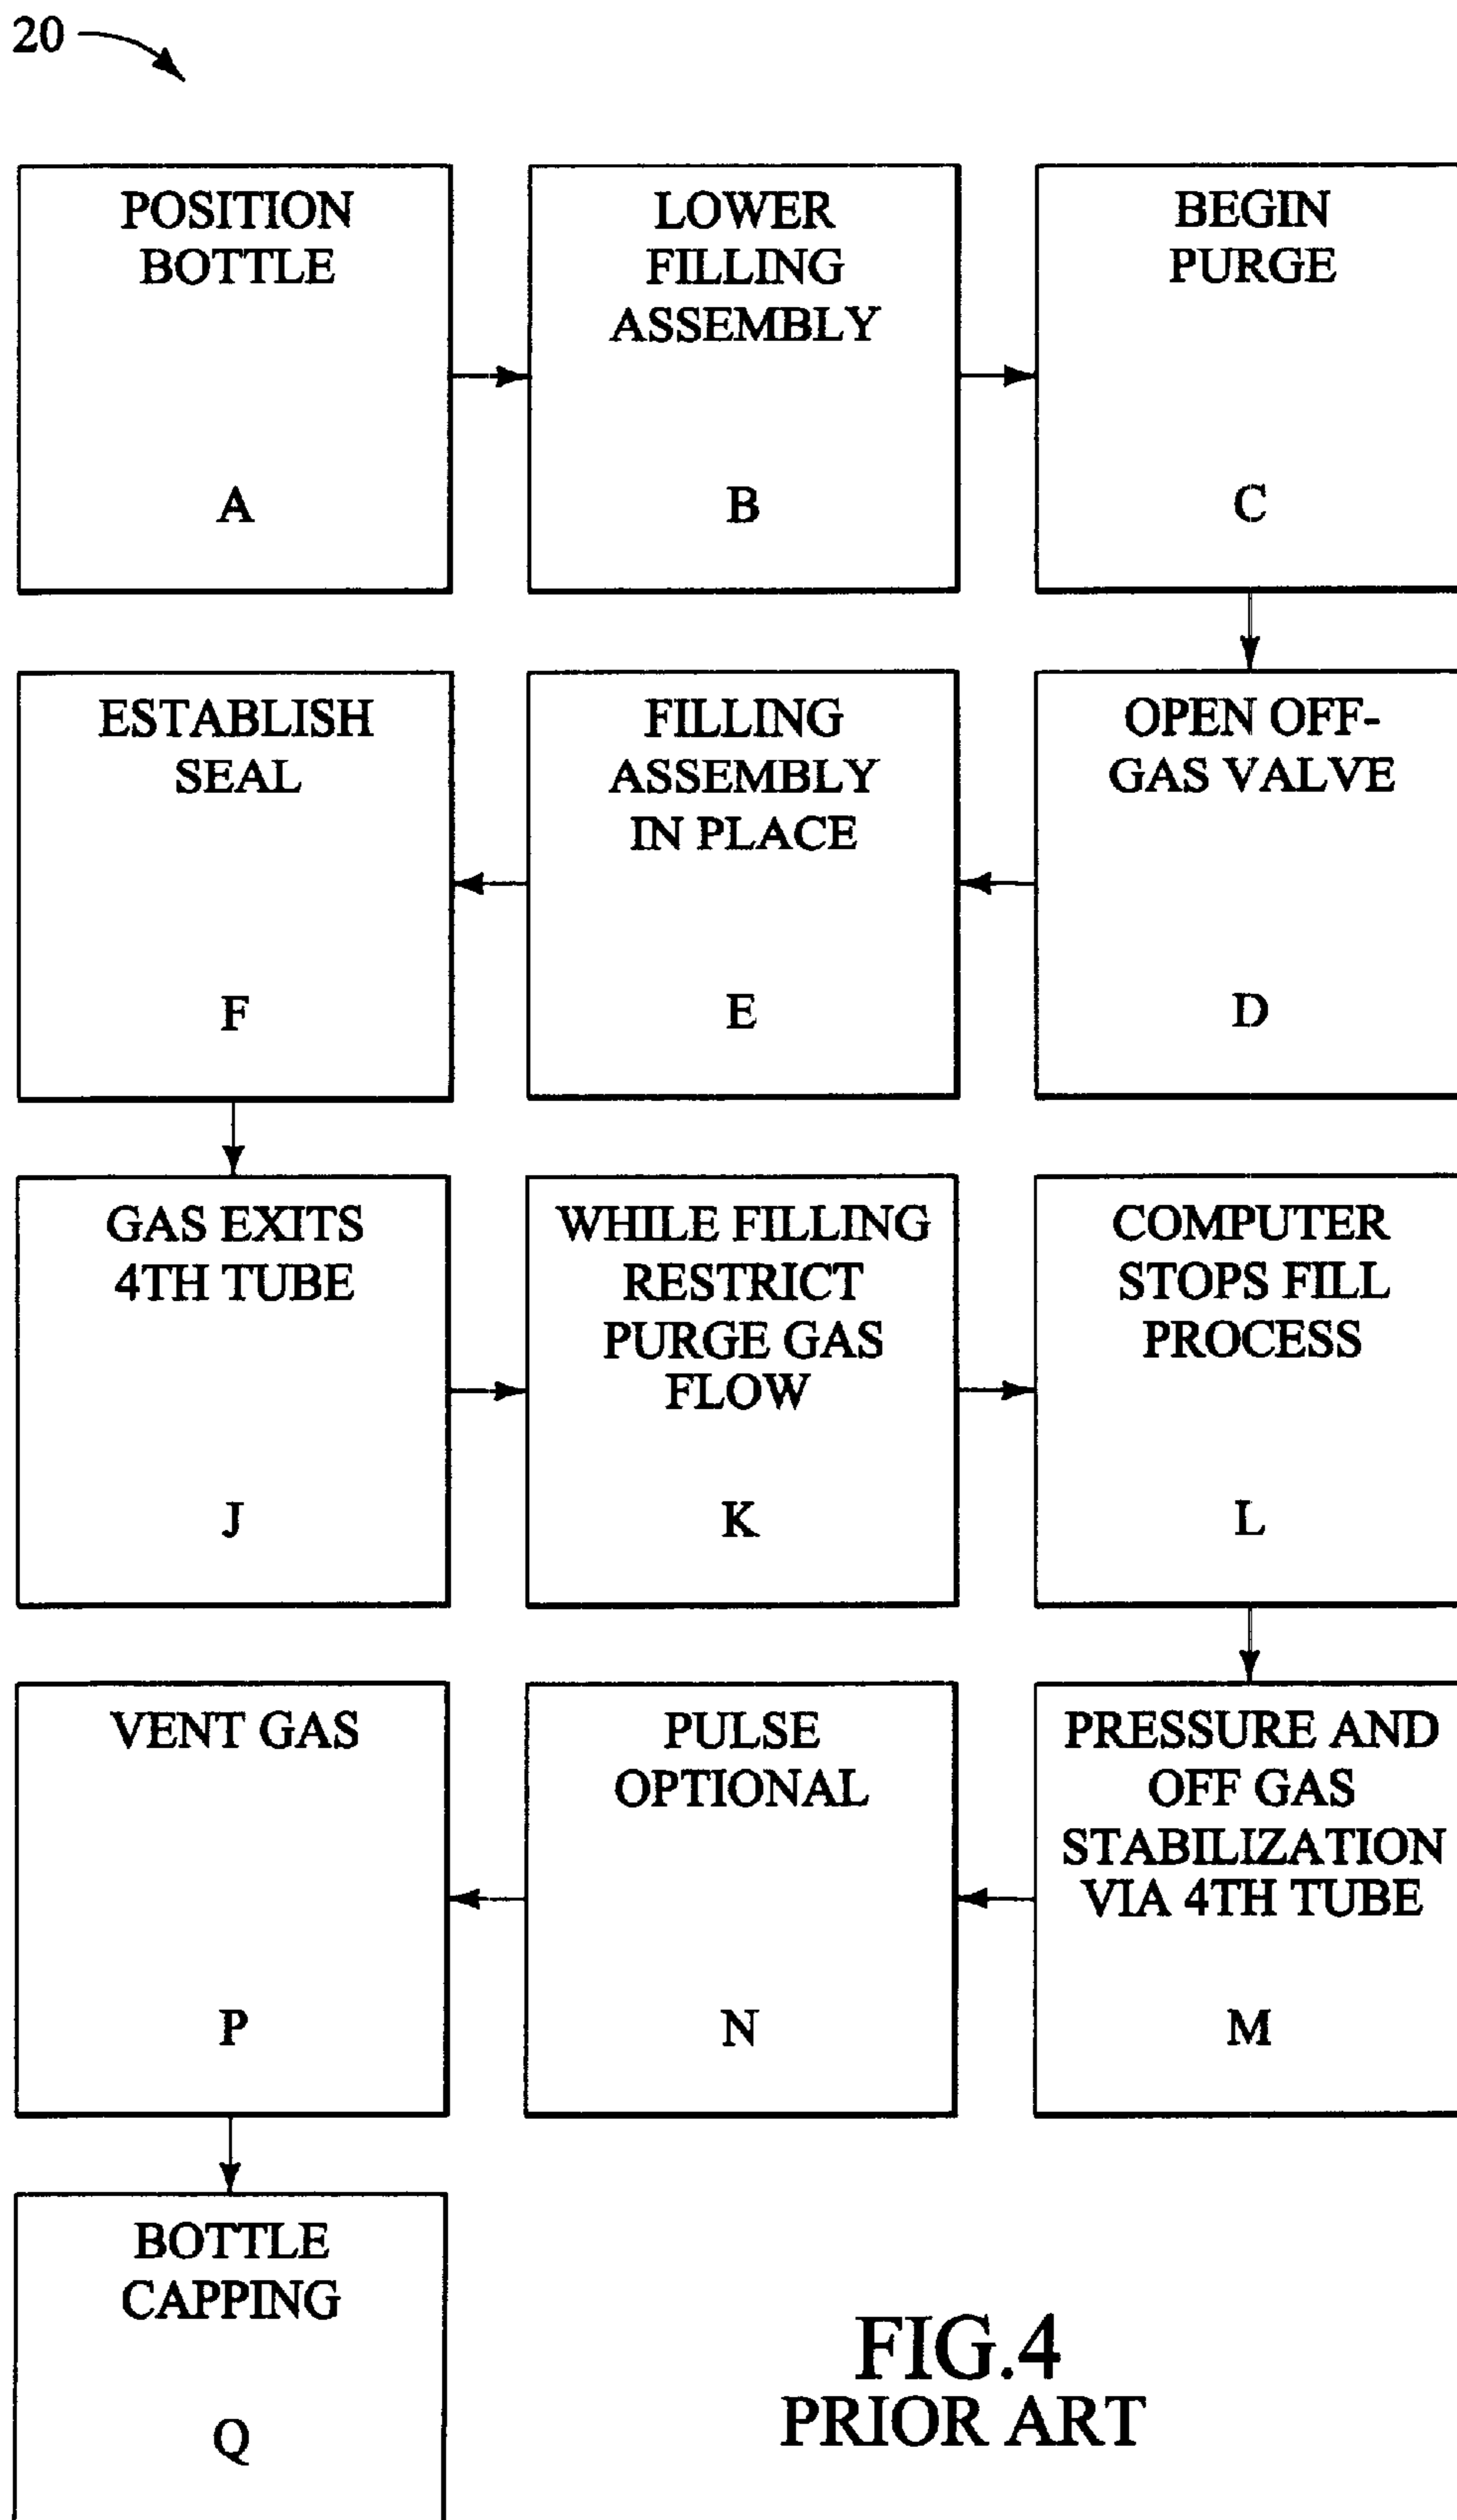 20
POSITION
BOTTLE
A
LOWER
FILLING
ASSEMBLY
B
BEGIN
PURGE
C
OPEN OFF-
GAS VALVE
D
FILLING
ASSEMBLY
IN PLACE
E
ESTABLISH
SEAL
F
GAS EXITS
4TH TUBE
J
WHILE FILLING
RESTRICT
PURGE GAS
FLOW
K
COMPUTER
STOPS FILL
PROCESS
L
PRESSURE AND
OFF GAS
STABILIZATION
VIA 4TH TUBE
M
PULSE
OPTIONAL
N
VENT GAS
P
BOTTLE
CAPPING
Q
FIG.4
PRIOR ART